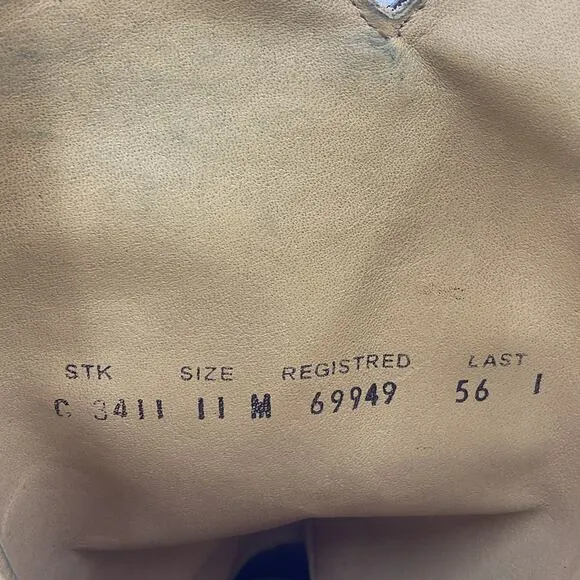 STK SIZE REGISTRED LAST
C 3411 11 M 69949 56 1